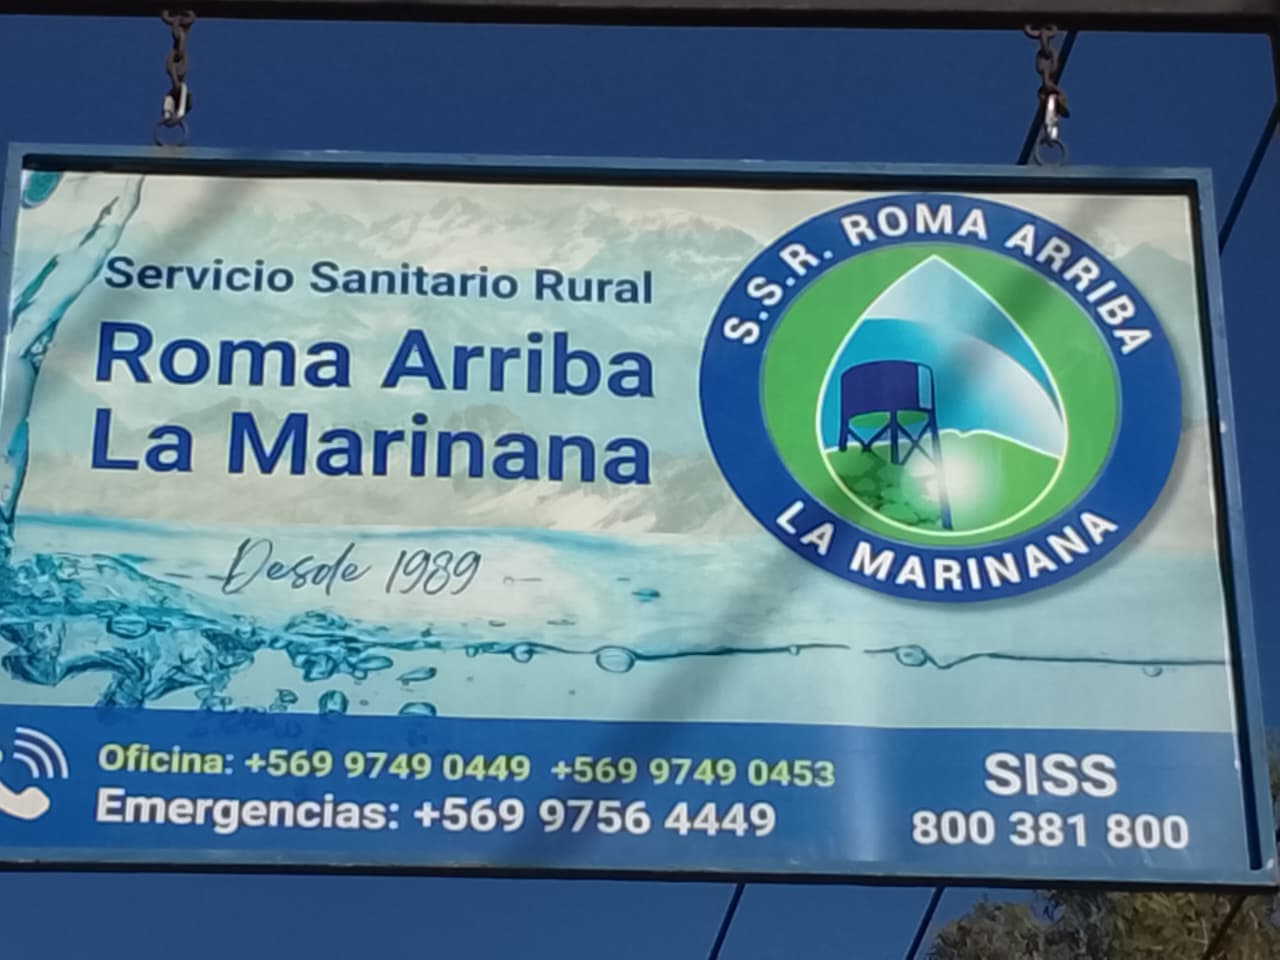 Servicio Sanitario Rural
Roma Arriba
La Marinana
Desde 1989
S.S.R. ROMA ARRIBA
LA MARINANA
Oficina: +569 9749 0449 +569 9749 0453
Emergencias: +569 9756 4449
SISS
800 381 800